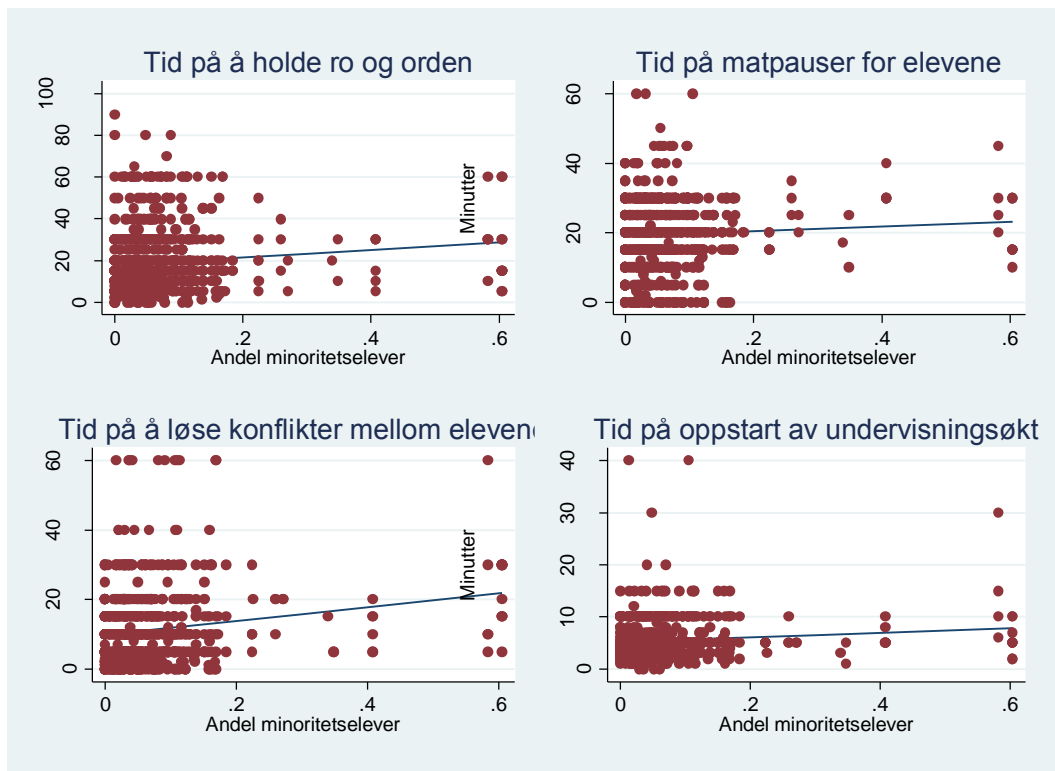 Tid på å holde ro og orden
100
80
60
40
20
0
Minutter
0 .2 .4 .6
Andel minoritetselever
Tid på matpauser for elevene
60
40
20
0
0 .2 .4 .6
Andel minoritetselever
Tid på å løse konflikter mellom elevene
60
40
20
0
Minutter
0 .2 .4 .6
Andel minoritetselever
Tid på oppstart av undervisningsøkt
40
30
20
10
0
0 .2 .4 .6
Andel minoritetselever